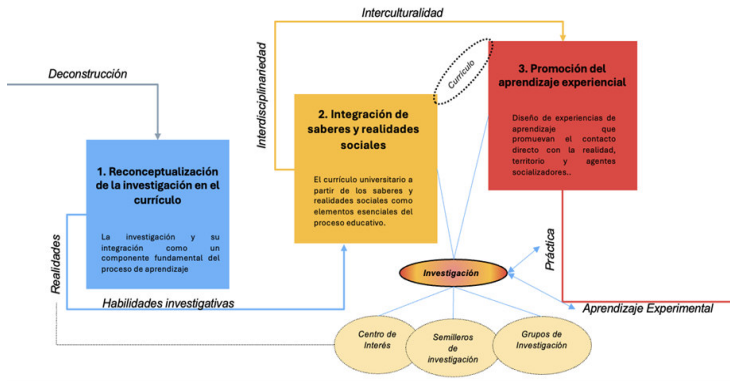 Interculturalidad
Deconstrucción
Interdisciplinariedad
Currículo
3. Promoción del
aprendizaje experiencial
Diseño de experiencias de
aprendizaje que
promuevan el contacto
directo con la realidad,
territorio y agentes
socializadores..
2. Integración de
saberes y realidades
sociales
El currículo universitario a
partir de los saberes y
realidades sociales como
elementos esenciales del
proceso educativo.
1. Reconceptualización
de la investigación en el
currículo
La investigación y su
integración como un
componente fundamental del
proceso de aprendizaje
Realidades
Habilidades investigativas
Investigación
Práctica
Aprendizaje Experimental
Centro de
Interés
Semilleros
de
investigación
Grupos de
Investigación